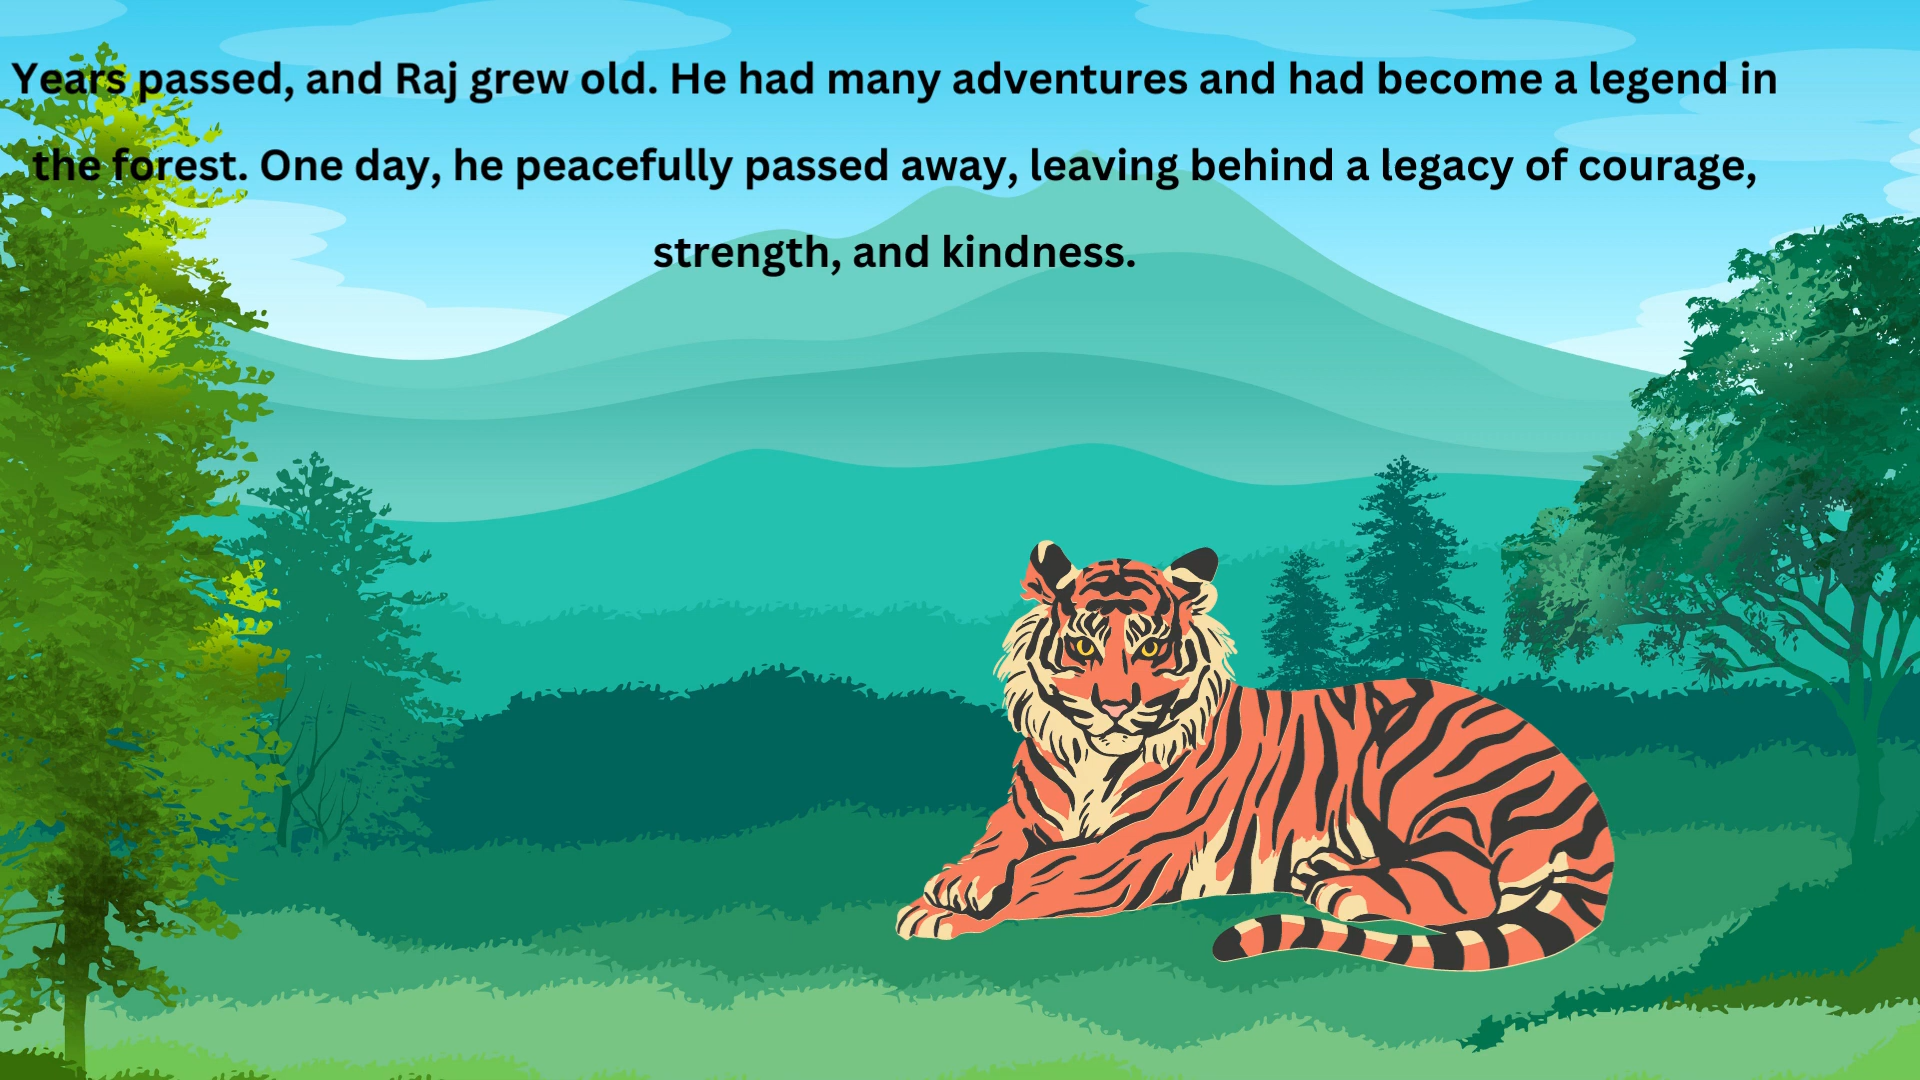 Years passed, and Raj grew old. He had many adventures and had become a legend in
the forest. One day, he peacefully passed away, leaving behind a legacy of courage,
strength, and kindness.